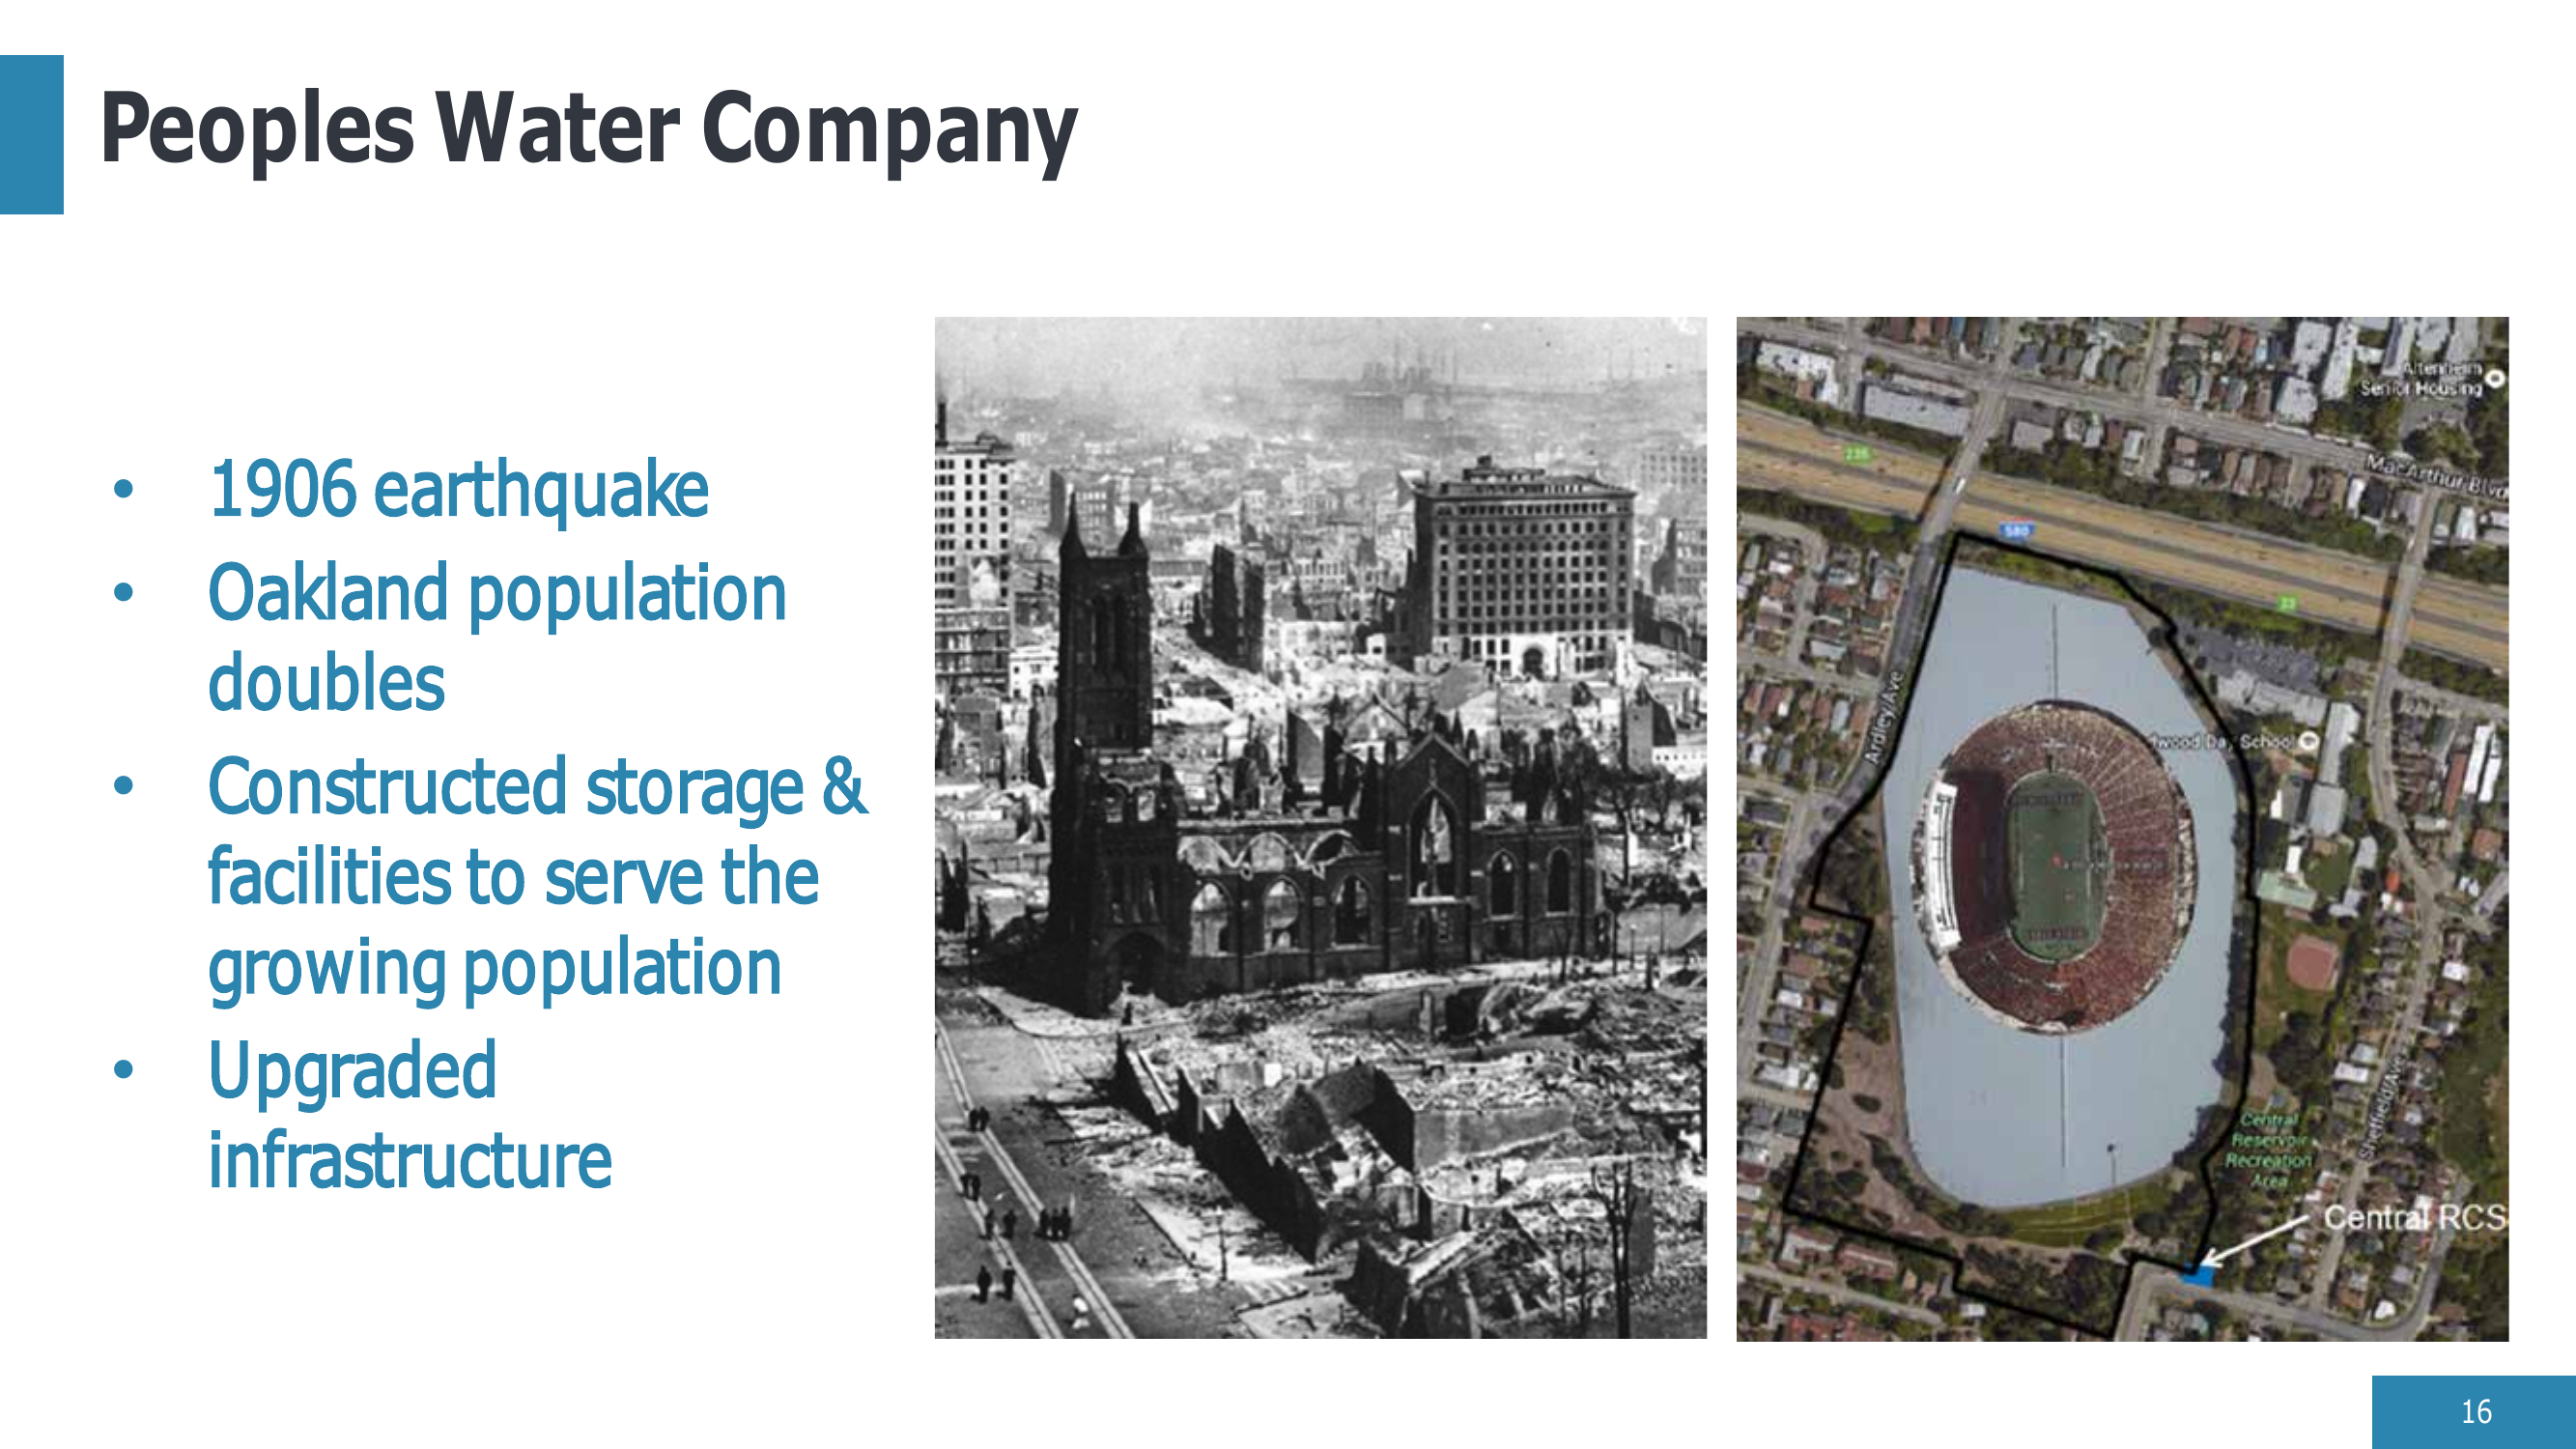 Peoples Water Company
• 1906 earthquake
• Oakland population
doubles
• Constructed storage &
facilities to serve the
growing population
• Upgraded
infrastructure
Altenheim
Senior Housing
MacArthur Blvd
580
Ardley Ave
wood Day School
Sheffield Ave
Central
Reservoir
Recreation
Area
Central RCS
16